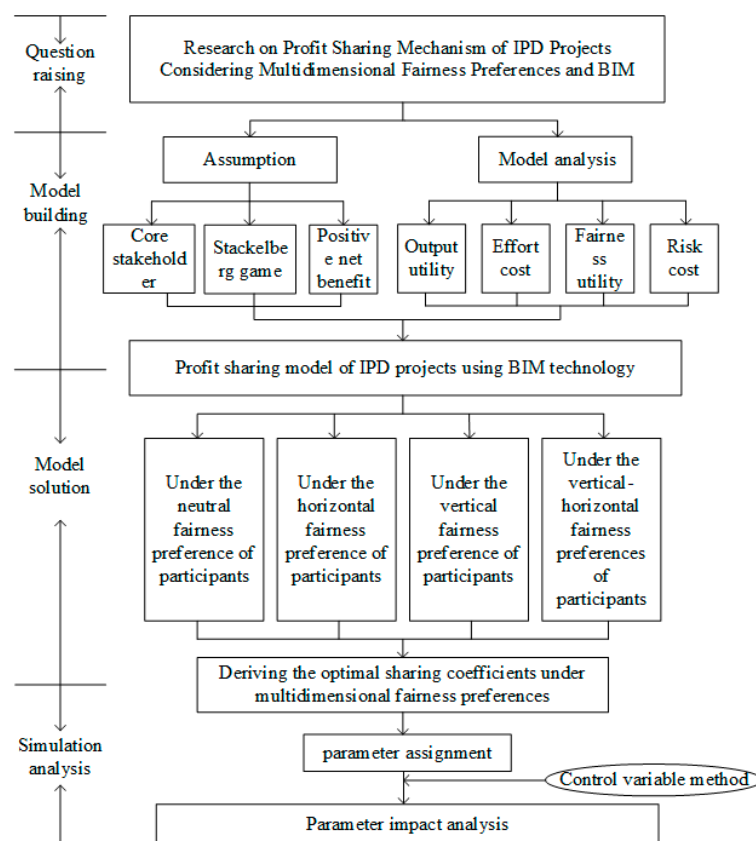 Question
raising
Research on Profit Sharing Mechanism of IPD Projects
Considering Multidimensional Fairness Preferences and BIM
Model
building
Assumption
Model analysis
Core
stakehold
er
Stackelbe
rg game
Positiv
e net
benefit
Output
utility
Effort
cost
Fairne
ss
utility
Risk
cost
Profit sharing model of IPD projects using BIM technology
Model
solution
Under the
neutral
fairness
preference of
participants
Under the
horizontal
fairness
preference of
participants
Under the
vertical
fairness
preference of
participants
Under the
vertical-
horizontal
fairness
preferences
of
participants
Deriving the optimal sharing coefficients under
multidimensional fairness preferences
Simulation
analysis
parameter assignment
Control variable method
Parameter impact analysis